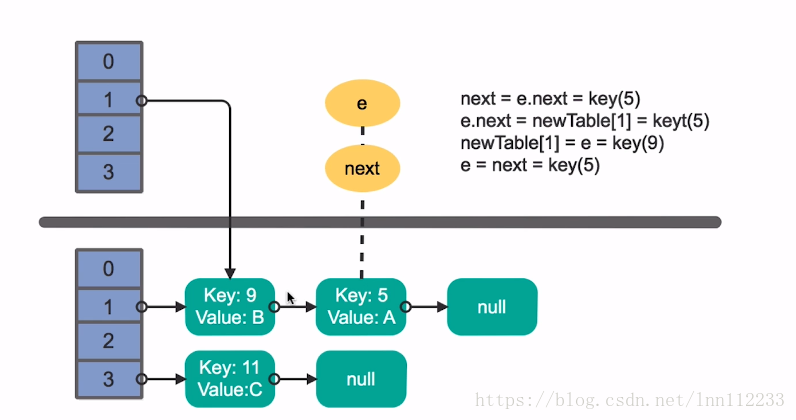 0
1
2
3
e
next
next = e.next = key(5)
e.next = newTable[1] = keyt(5)
newTable[1] = e = key(9)
e = next = key(5)
0
1
2
3
Key: 9
Value: B
Key: 5
Value: A
null
Key: 11
Value:C
null
https://blog.csdn.net/lnn112233